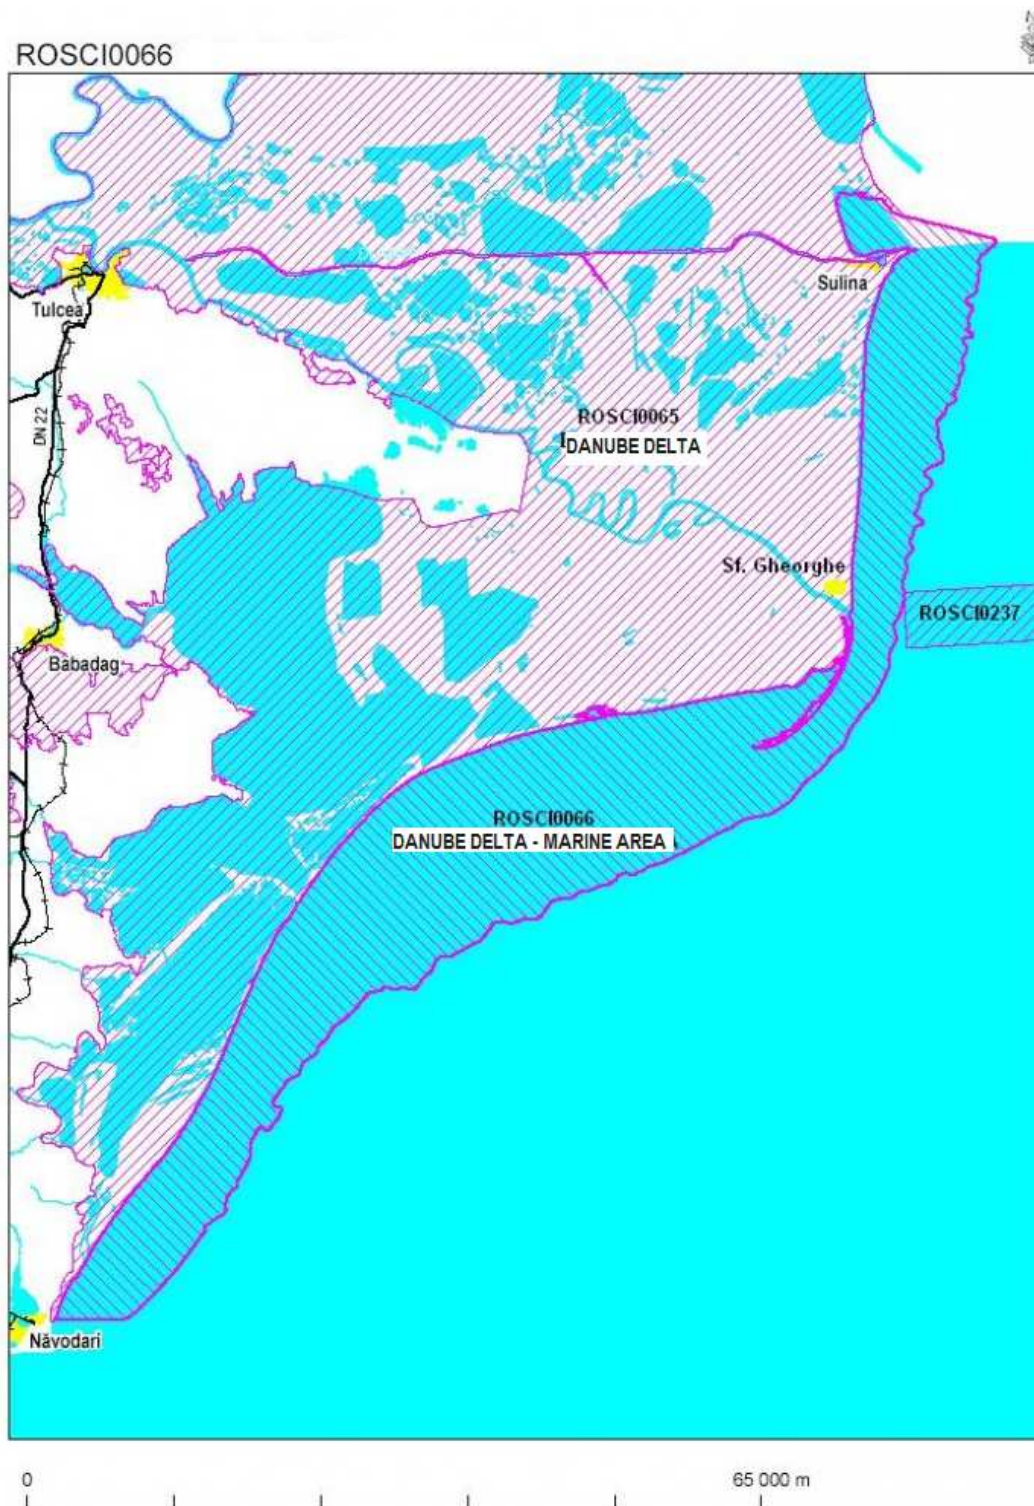 ROSCI0066
Sulina
Tulcea
DN 22
ROSCI0065
DANUBE DELTA
Sf. Gheorghe
ROSCI0237
Babadag
ROSCI0066
DANUBE DELTA - MARINE AREA
Năvodari
0
65 000 m